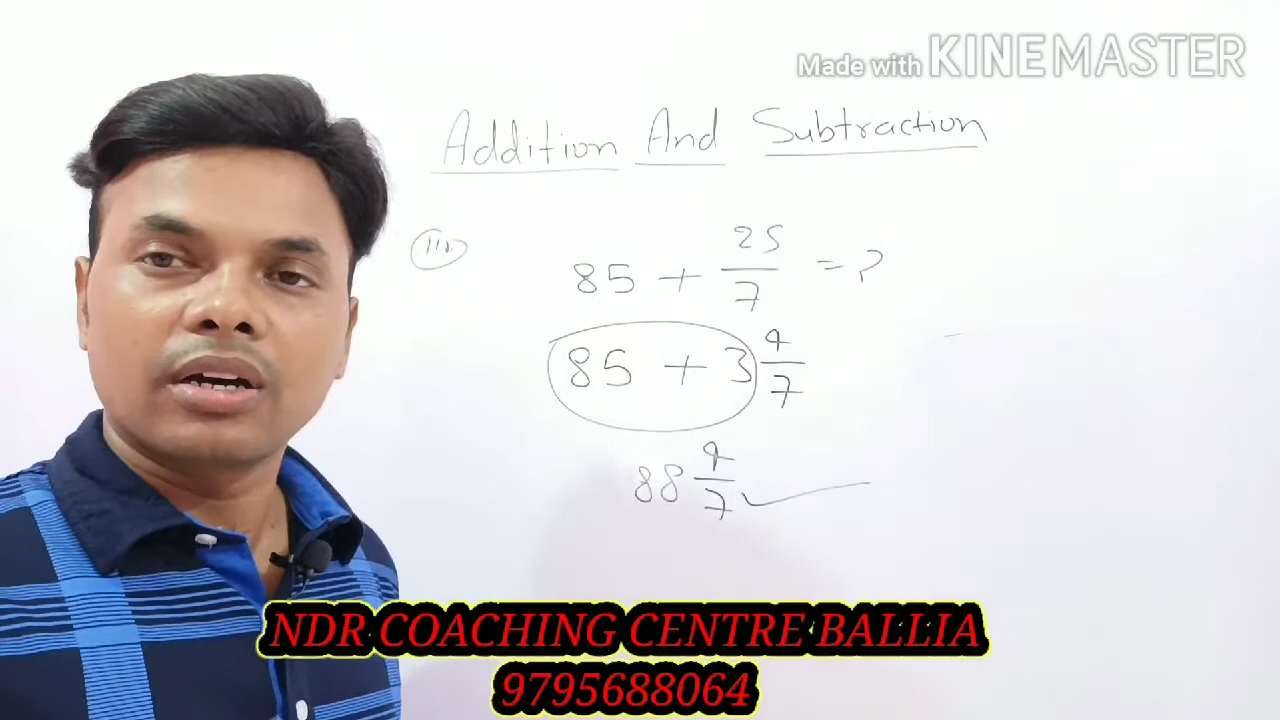 Made with KINEMASTER
Addition And Subtraction
iii. 85 + 25/7 = ?
85 + 3 4/7
88 4/7
NDR COACHING CENTRE BALLIA
9795688064